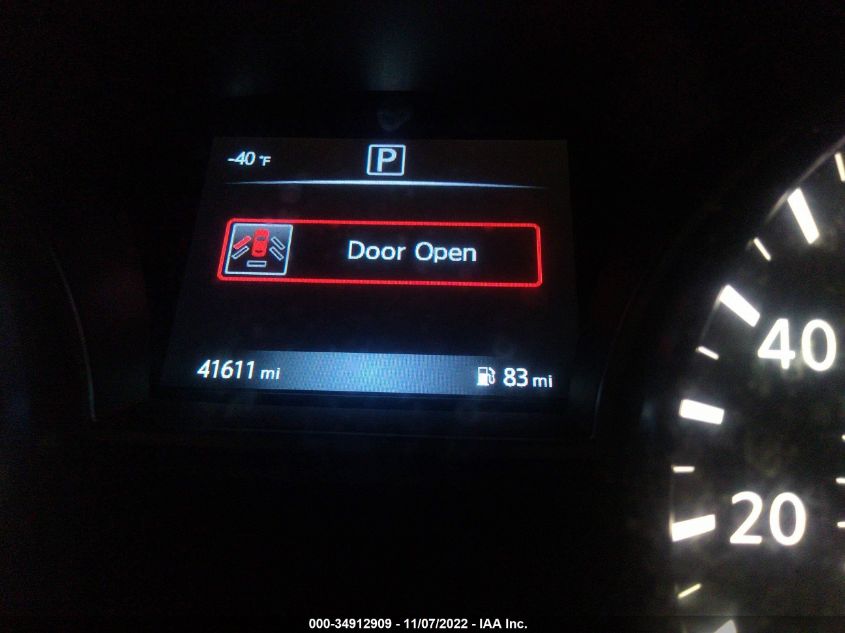 -40 °F
P
Door Open
41611 mi
83 mi
40
20
000-34912909 - 11/07/2022 - IAA Inc.